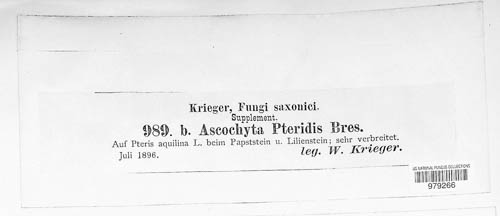 Krieger, Fungi saxonici.
Supplement.
989. b. Ascochyta Pteridis Bres.
Auf Pteris aquilina L. beim Papststein u. Lilienstein; sehr verbreitet.
Juli 1896.
leg. W. Krieger.
US NATIONAL FUNGUS COLLECTIONS
979266